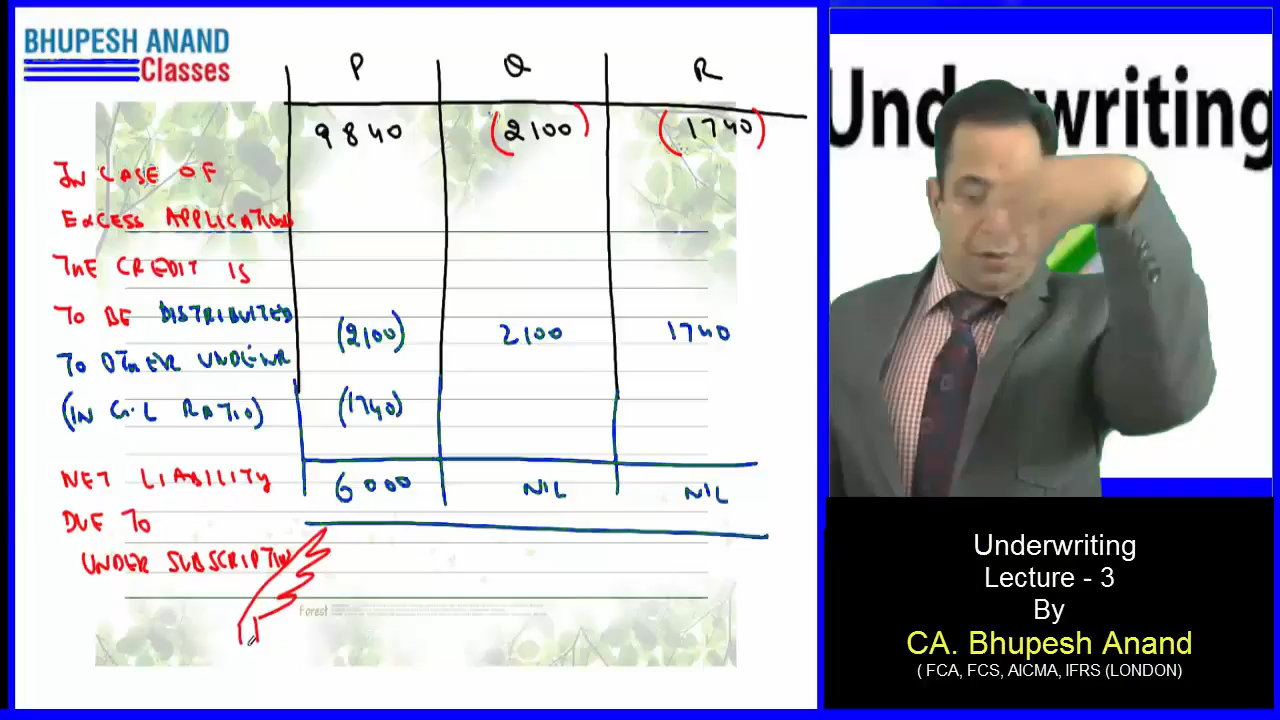 BHUPESH ANAND
Classes
P Q R
9840 (2100) (1740)
IN CASE OF
EXCESS APPLICATIONS
THE CREDIT IS
TO BE DISTRIBUTED (2100) 2100 1740
TO OTHER UNDERWR
(IN G.L RATIO) (1740)
NET LIABILITY 6000 NIL NIL
DUE TO
UNDER SUBSCRIPTION
Forest
Underwriting
Underwriting
Lecture - 3
By
CA. Bhupesh Anand
( FCA, FCS, AICMA, IFRS (LONDON)